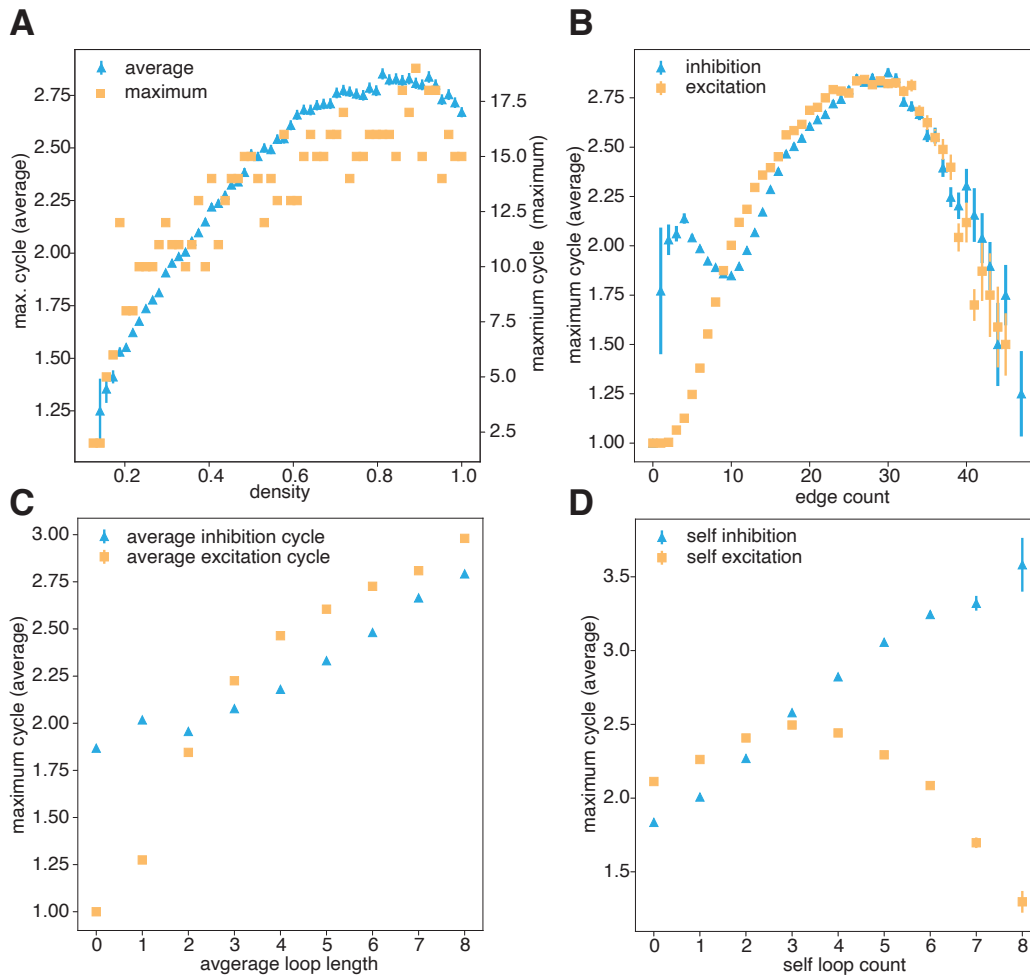 A
average
maximum
2.75
2.50
2.25
2.00
1.75
1.50
1.25
max. cycle (average)
17.5
15.0
12.5
10.0
7.5
5.0
2.5
maxmium cycle (maximum)
0.2 0.4 0.6 0.8 1.0
density
B
inhibition
excitation
2.75
2.50
2.25
2.00
1.75
1.50
1.25
1.00
maximum cycle (average)
0 10 20 30 40
edge count
C
average inhibition cycle
average excitation cycle
3.00
2.75
2.50
2.25
2.00
1.75
1.50
1.25
1.00
maximum cycle (average)
0 1 2 3 4 5 6 7 8
avgerage loop length
D
self inhibition
self excitation
3.5
3.0
2.5
2.0
1.5
maximum cycle (average)
0 1 2 3 4 5 6 7 8
self loop count